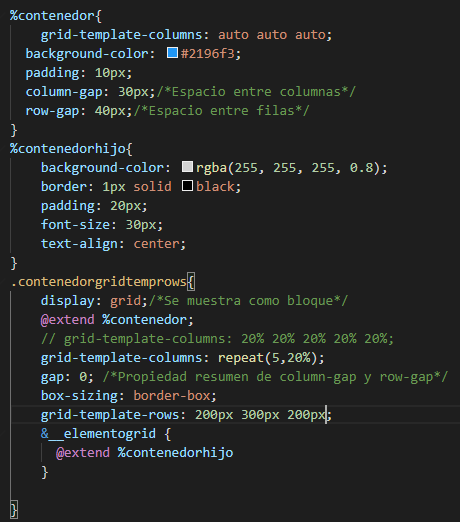 %contenedor{
grid-template-columns: auto auto auto;
background-color: #2196f3;
padding: 10px;
column-gap: 30px;/*Espacio entre columnas*/
row-gap: 40px;/*Espacio entre filas*/
}
%contenedorhijo{
background-color: rgba(255, 255, 255, 0.8);
border: 1px solid black;
padding: 20px;
font-size: 30px;
text-align: center;
}
.contenedorgridtemprows{
display: grid;/*Se muestra como bloque*/
@extend %contenedor;
// grid-template-columns: 20% 20% 20% 20% 20%;
grid-template-columns: repeat(5,20%);
gap: 0; /*Propiedad resumen de column-gap y row-gap*/
box-sizing: border-box;
grid-template-rows: 200px 300px 200px;
&__elementogrid {
@extend %contenedorhijo
}
}